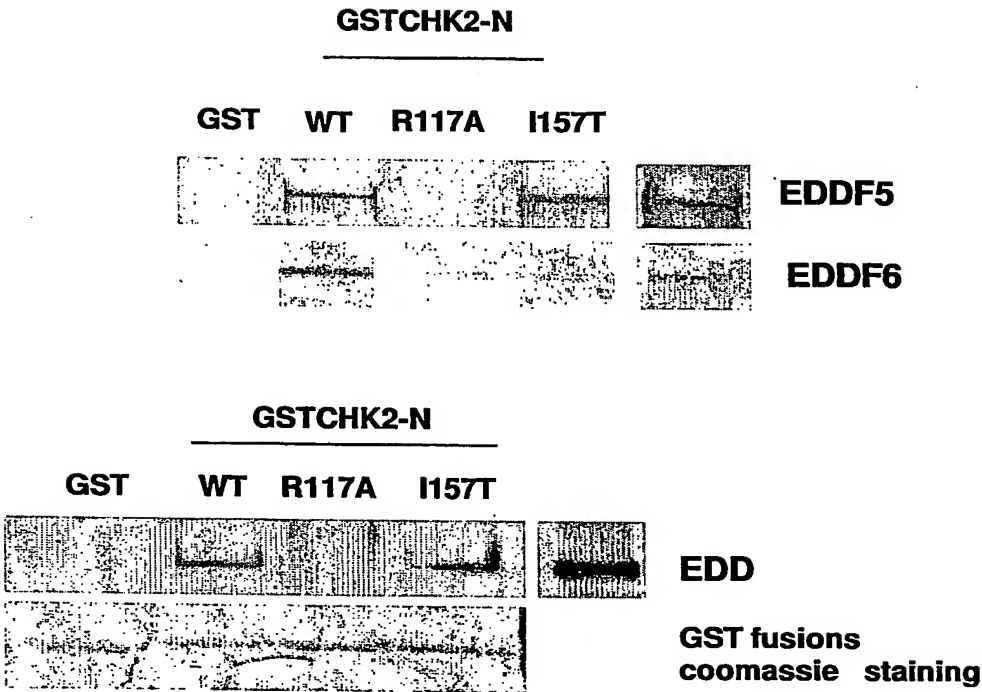 GSTCHK2-N
GST WT R117A I157T
EDDF5
EDDF6
GSTCHK2-N
GST WT R117A I157T
EDD
GST fusions
coomassie staining